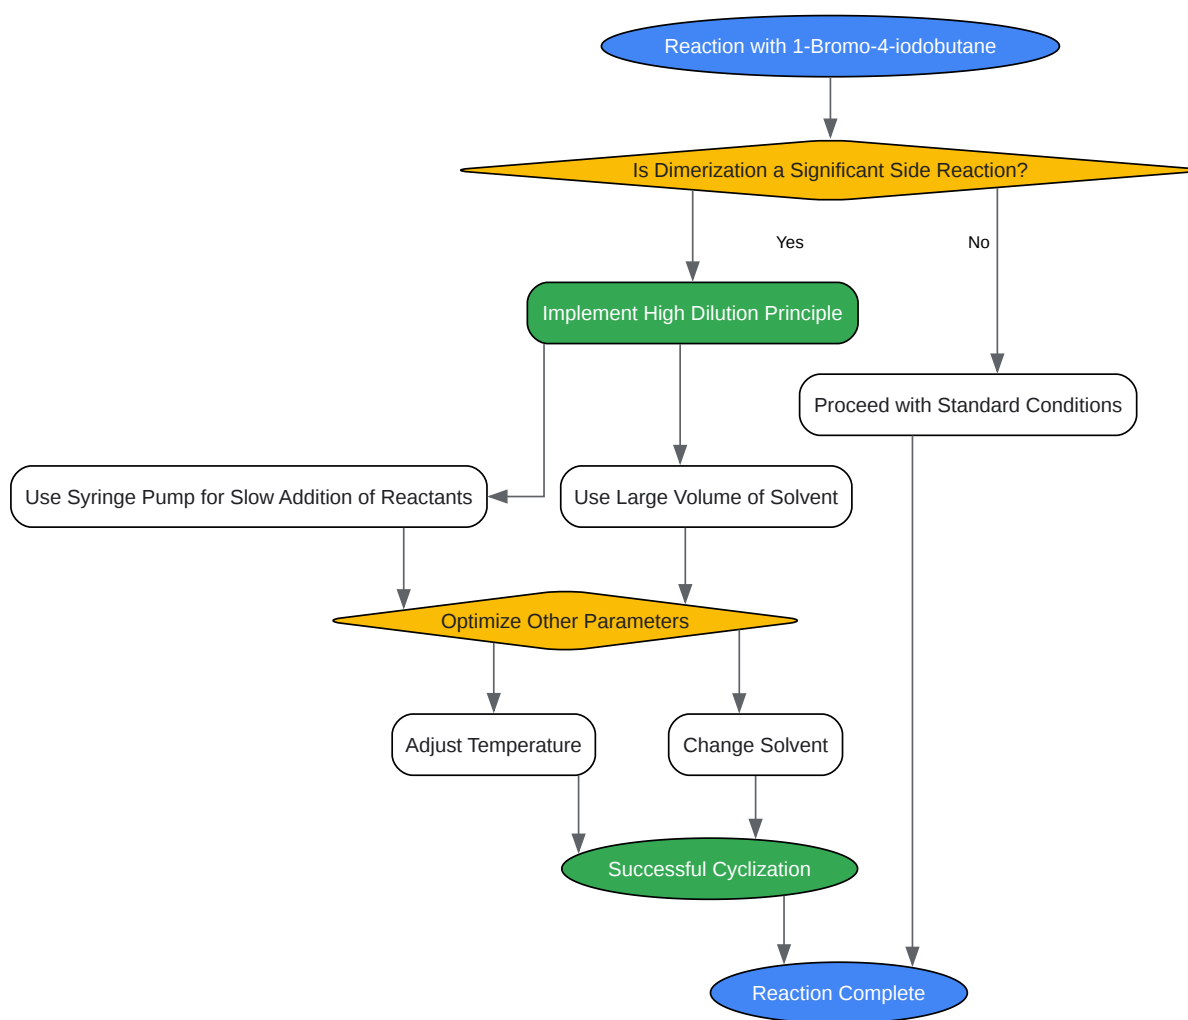 Reaction with 1-Bromo-4-iodobutane
Is Dimerization a Significant Side Reaction?
Yes
No
Implement High Dilution Principle
Proceed with Standard Conditions
Use Syringe Pump for Slow Addition of Reactants
Use Large Volume of Solvent
Optimize Other Parameters
Adjust Temperature
Change Solvent
Successful Cyclization
Reaction Complete